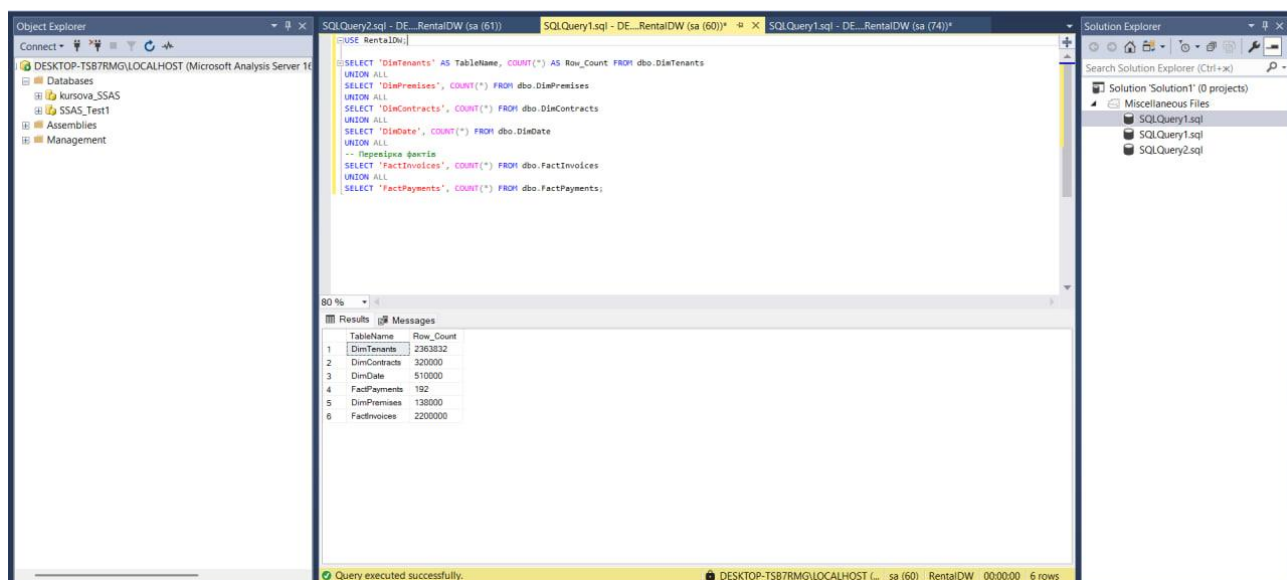 Object Explorer
Connect
DESKTOP-TSB7RMG\LOCALHOST (Microsoft Analysis Server 16
Databases
kursova_SSAS
SSAS_Test1
Assemblies
Management
SQLQuery2.sql - DE....RentalDW (sa (61))
SQLQuery1.sql - DE....RentalDW (sa (60))*
SQLQuery1.sql - DE....RentalDW (sa (74))*
USE RentalDW;
SELECT 'DimTenants' AS TableName, COUNT(*) AS Row_Count FROM dbo.DimTenants
UNION ALL
SELECT 'DimPremises', COUNT(*) FROM dbo.DimPremises
UNION ALL
SELECT 'DimContracts', COUNT(*) FROM dbo.DimContracts
UNION ALL
SELECT 'DimDate', COUNT(*) FROM dbo.DimDate
UNION ALL
-- Перевірка фактів
SELECT 'FactInvoices', COUNT(*) FROM dbo.FactInvoices
UNION ALL
SELECT 'FactPayments', COUNT(*) FROM dbo.FactPayments;
80 %
Results Messages
TableName Row_Count
1 DimTenants 2363832
2 DimContracts 320000
3 DimDate 510000
4 FactPayments 192
5 DimPremises 138000
6 FactInvoices 2200000
Query executed successfully.
DESKTOP-TSB7RMG\LOCALHOST (... sa (60) RentalDW 00:00:00 6 rows
Solution Explorer
Search Solution Explorer (Ctrl+ж)
Solution 'Solution1' (0 projects)
Miscellaneous Files
SQLQuery1.sql
SQLQuery1.sql
SQLQuery2.sql